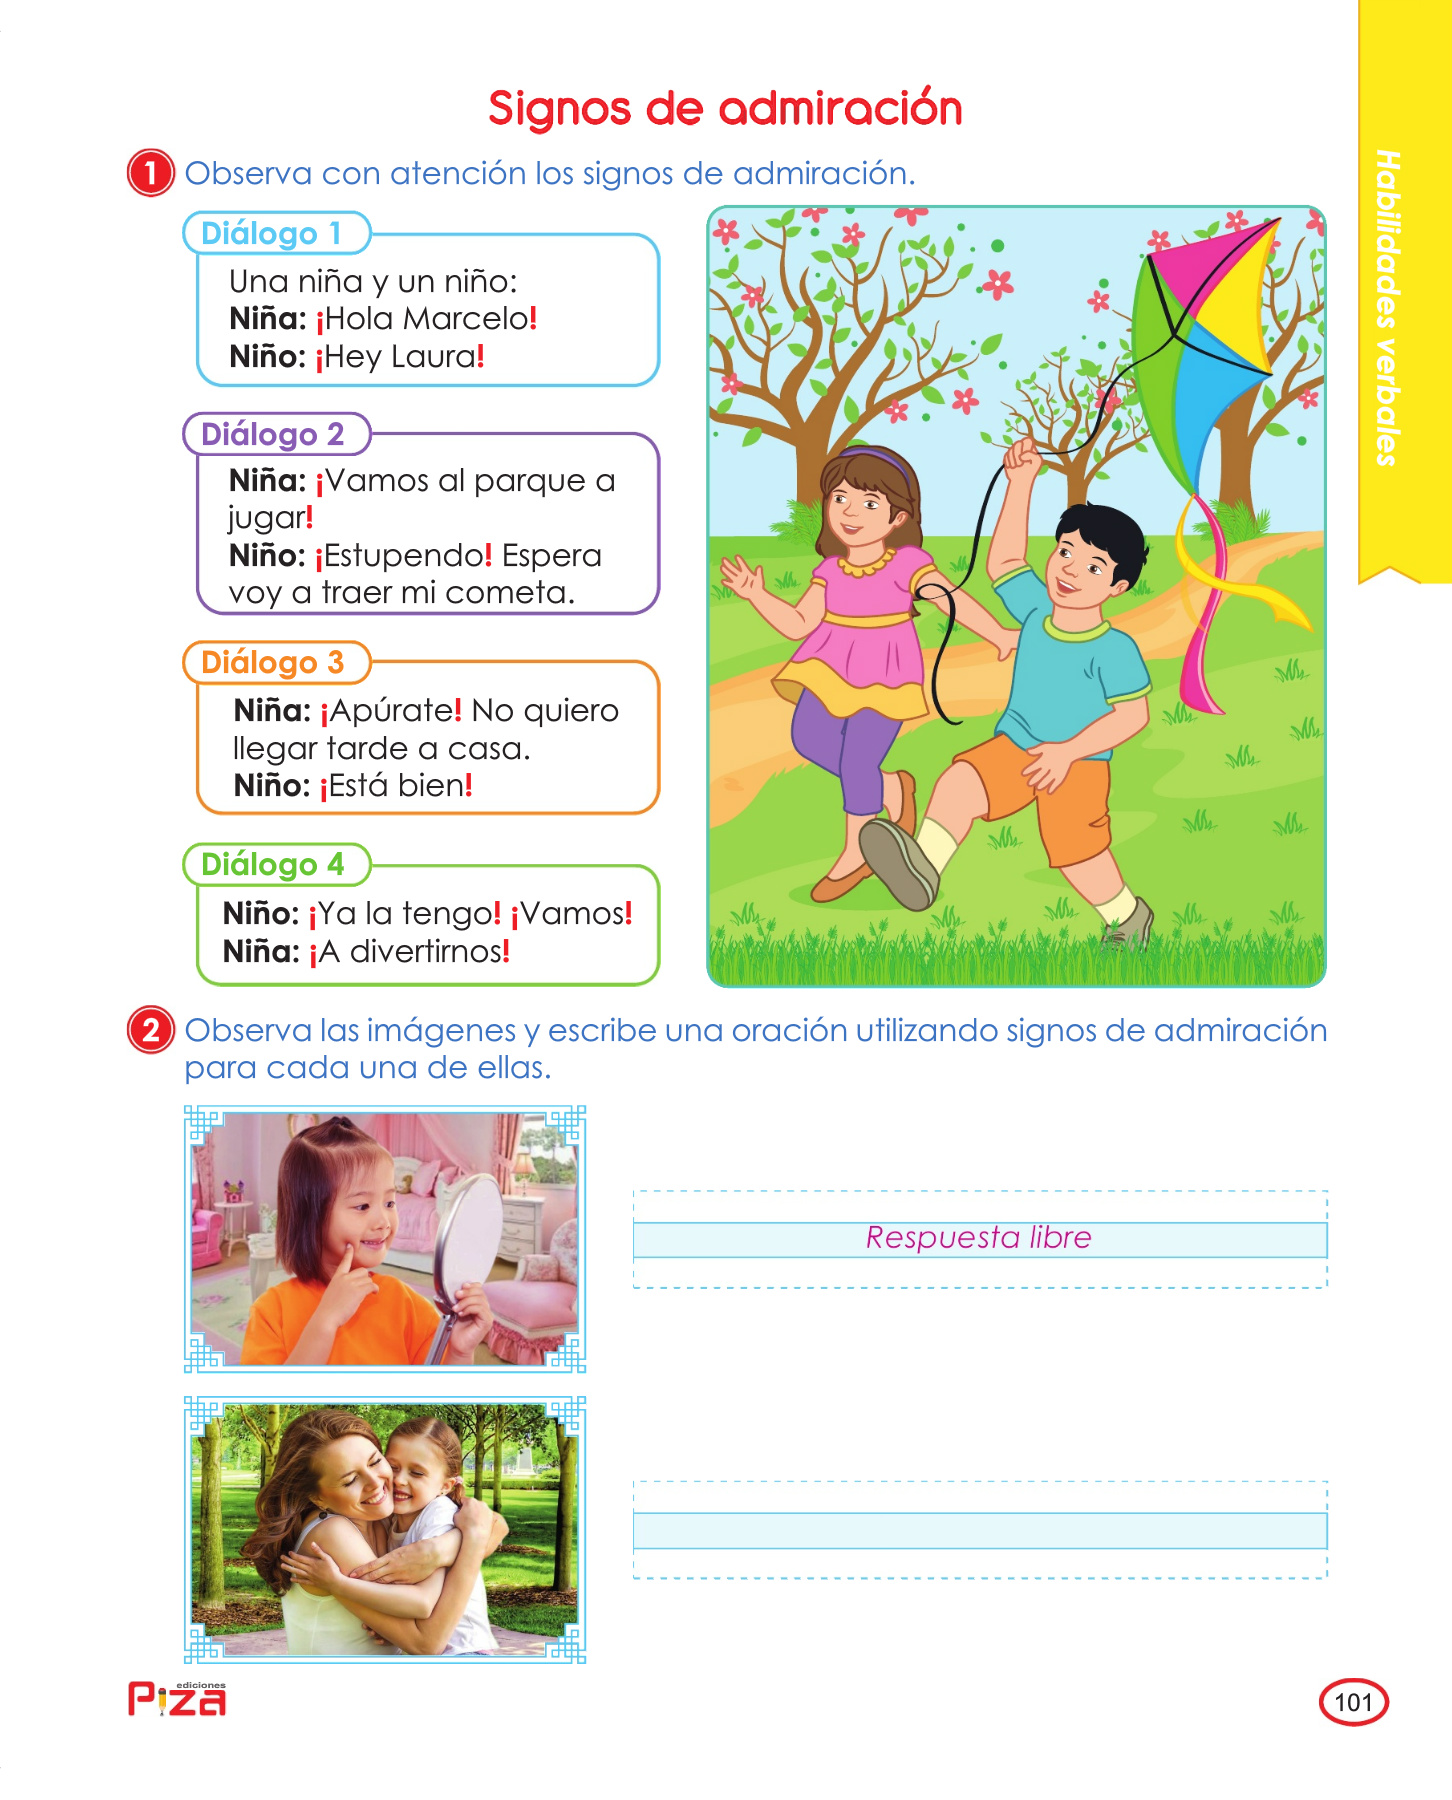 Signos de admiración
1 Observa con atención los signos de admiración.
Diálogo 1
Una niña y un niño:
Niña: ¡Hola Marcelo!
Niño: ¡Hey Laura!
Diálogo 2
Niña: ¡Vamos al parque a
jugar!
Niño: ¡Estupendo! Espera
voy a traer mi cometa.
Diálogo 3
Niña: ¡Apúrate! No quiero
llegar tarde a casa.
Niño: ¡Está bien!
Diálogo 4
Niño: ¡Ya la tengo! ¡Vamos!
Niña: ¡A divertirnos!
Habilidades verbales
2 Observa las imágenes y escribe una oración utilizando signos de admiración
para cada una de ellas.
Respuesta libre
ediciones
Piza
101